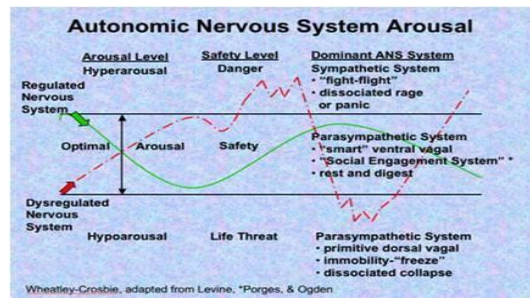 Autonomic Nervous System Arousal
Arousal Level
Hyperarousal
Safety Level
Danger
Dominant ANS System
Sympathetic System
• “fight-flight”
• dissociated rage
or panic
Regulated
Nervous
System
Optimal Arousal
Safety
Parasympathetic System
• “smart” ventral vagal
• “Social Engagement System” *
• rest and digest
Dysregulated
Nervous
System
Hypoarousal
Life Threat
Parasympathetic System
• primitive dorsal vagal
• immobility-“freeze”
• dissociated collapse
Wheatley-Crosbie, adapted from Levine, *Porges, & Ogden